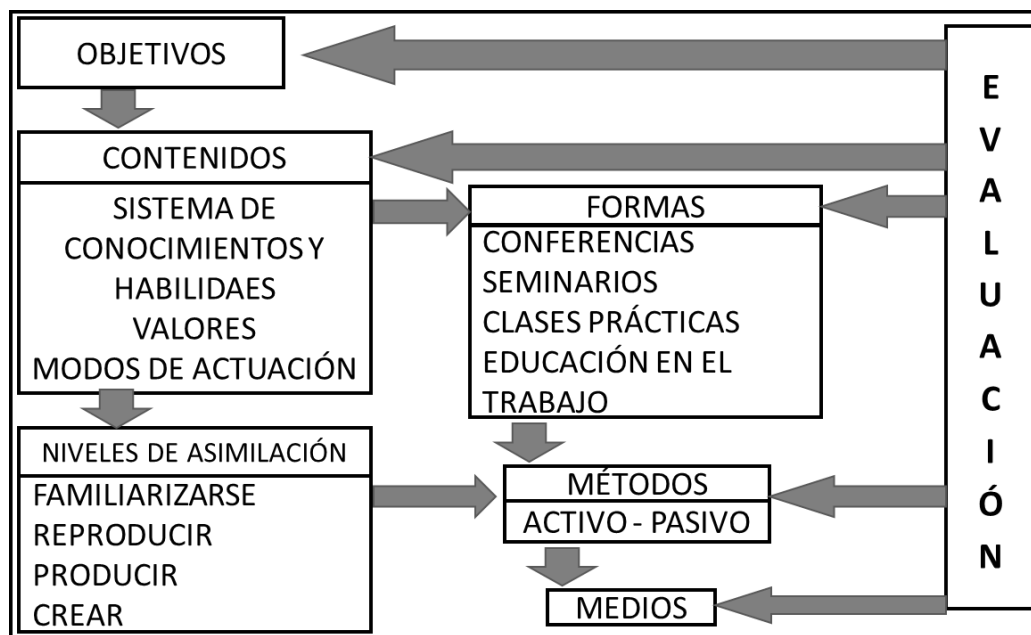 OBJETIVOS
CONTENIDOS
SISTEMA DE
CONOCIMIENTOS Y
HABILIDAES
VALORES
MODOS DE ACTUACIÓN
NIVELES DE ASIMILACIÓN
FAMILIARIZARSE
REPRODUCIR
PRODUCIR
CREAR
FORMAS
CONFERENCIAS
SEMINARIOS
CLASES PRÁCTICAS
EDUCACIÓN EN EL
TRABAJO
MÉTODOS
ACTIVO - PASIVO
MEDIOS
EVALUACIÓN